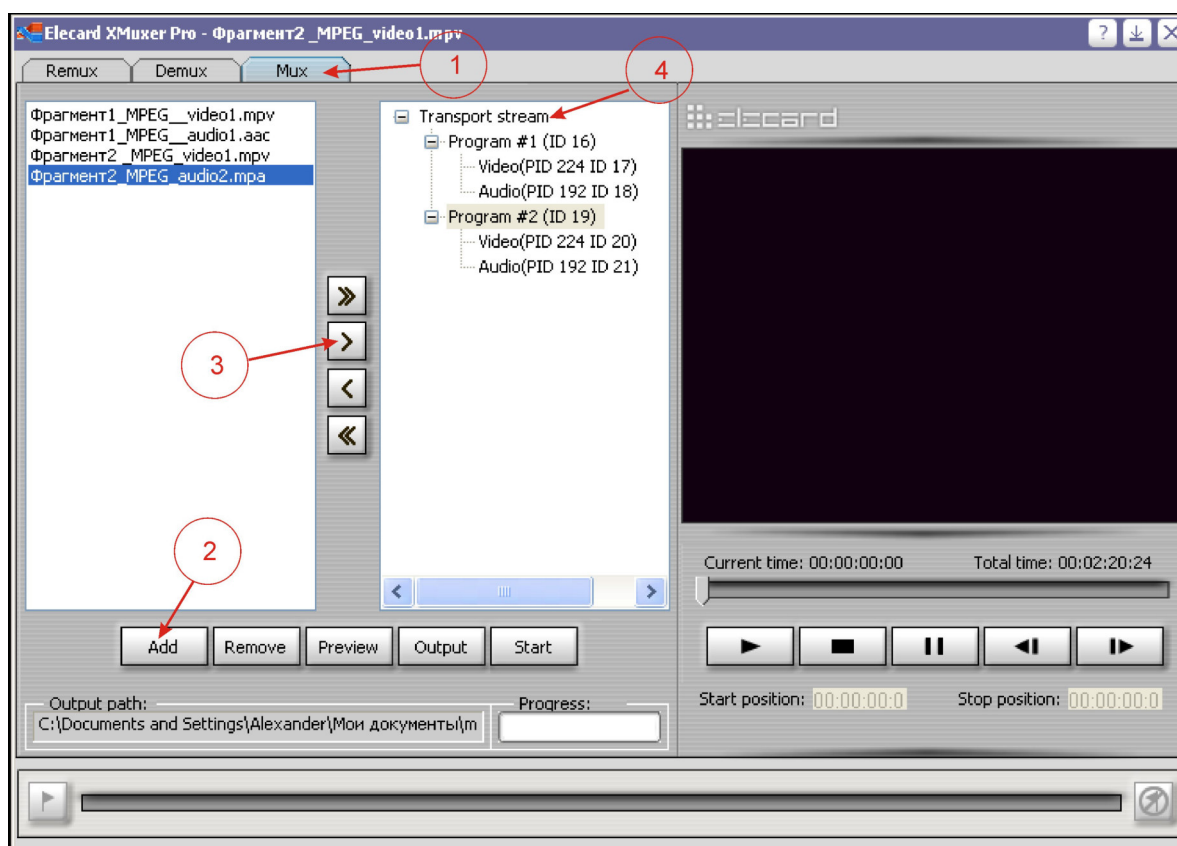 Elecard XMuxer Pro - Фрагмент2 _MPEG_video1.mpv
?
Remux Demux Mux
1
4
Фрагмент1_MPEG__video1.mpv
Фрагмент1_MPEG__audio1.aac
Фрагмент2 _MPEG_video1.mpv
Фрагмент2_MPEG_audio2.mpa
Transport stream
Program #1 (ID 16)
Video(PID 224 ID 17)
Audio(PID 192 ID 18)
Program #2 (ID 19)
Video(PID 224 ID 20)
Audio(PID 192 ID 21)
elecard
3
2
Current time: 00:00:00:00 Total time: 00:02:20:24
Add Remove Preview Output Start
Start position: 00:00:00:0 Stop position: 00:00:00:0
Output path: Progress:
C:\Documents and Settings\Alexander\Мои документы\m